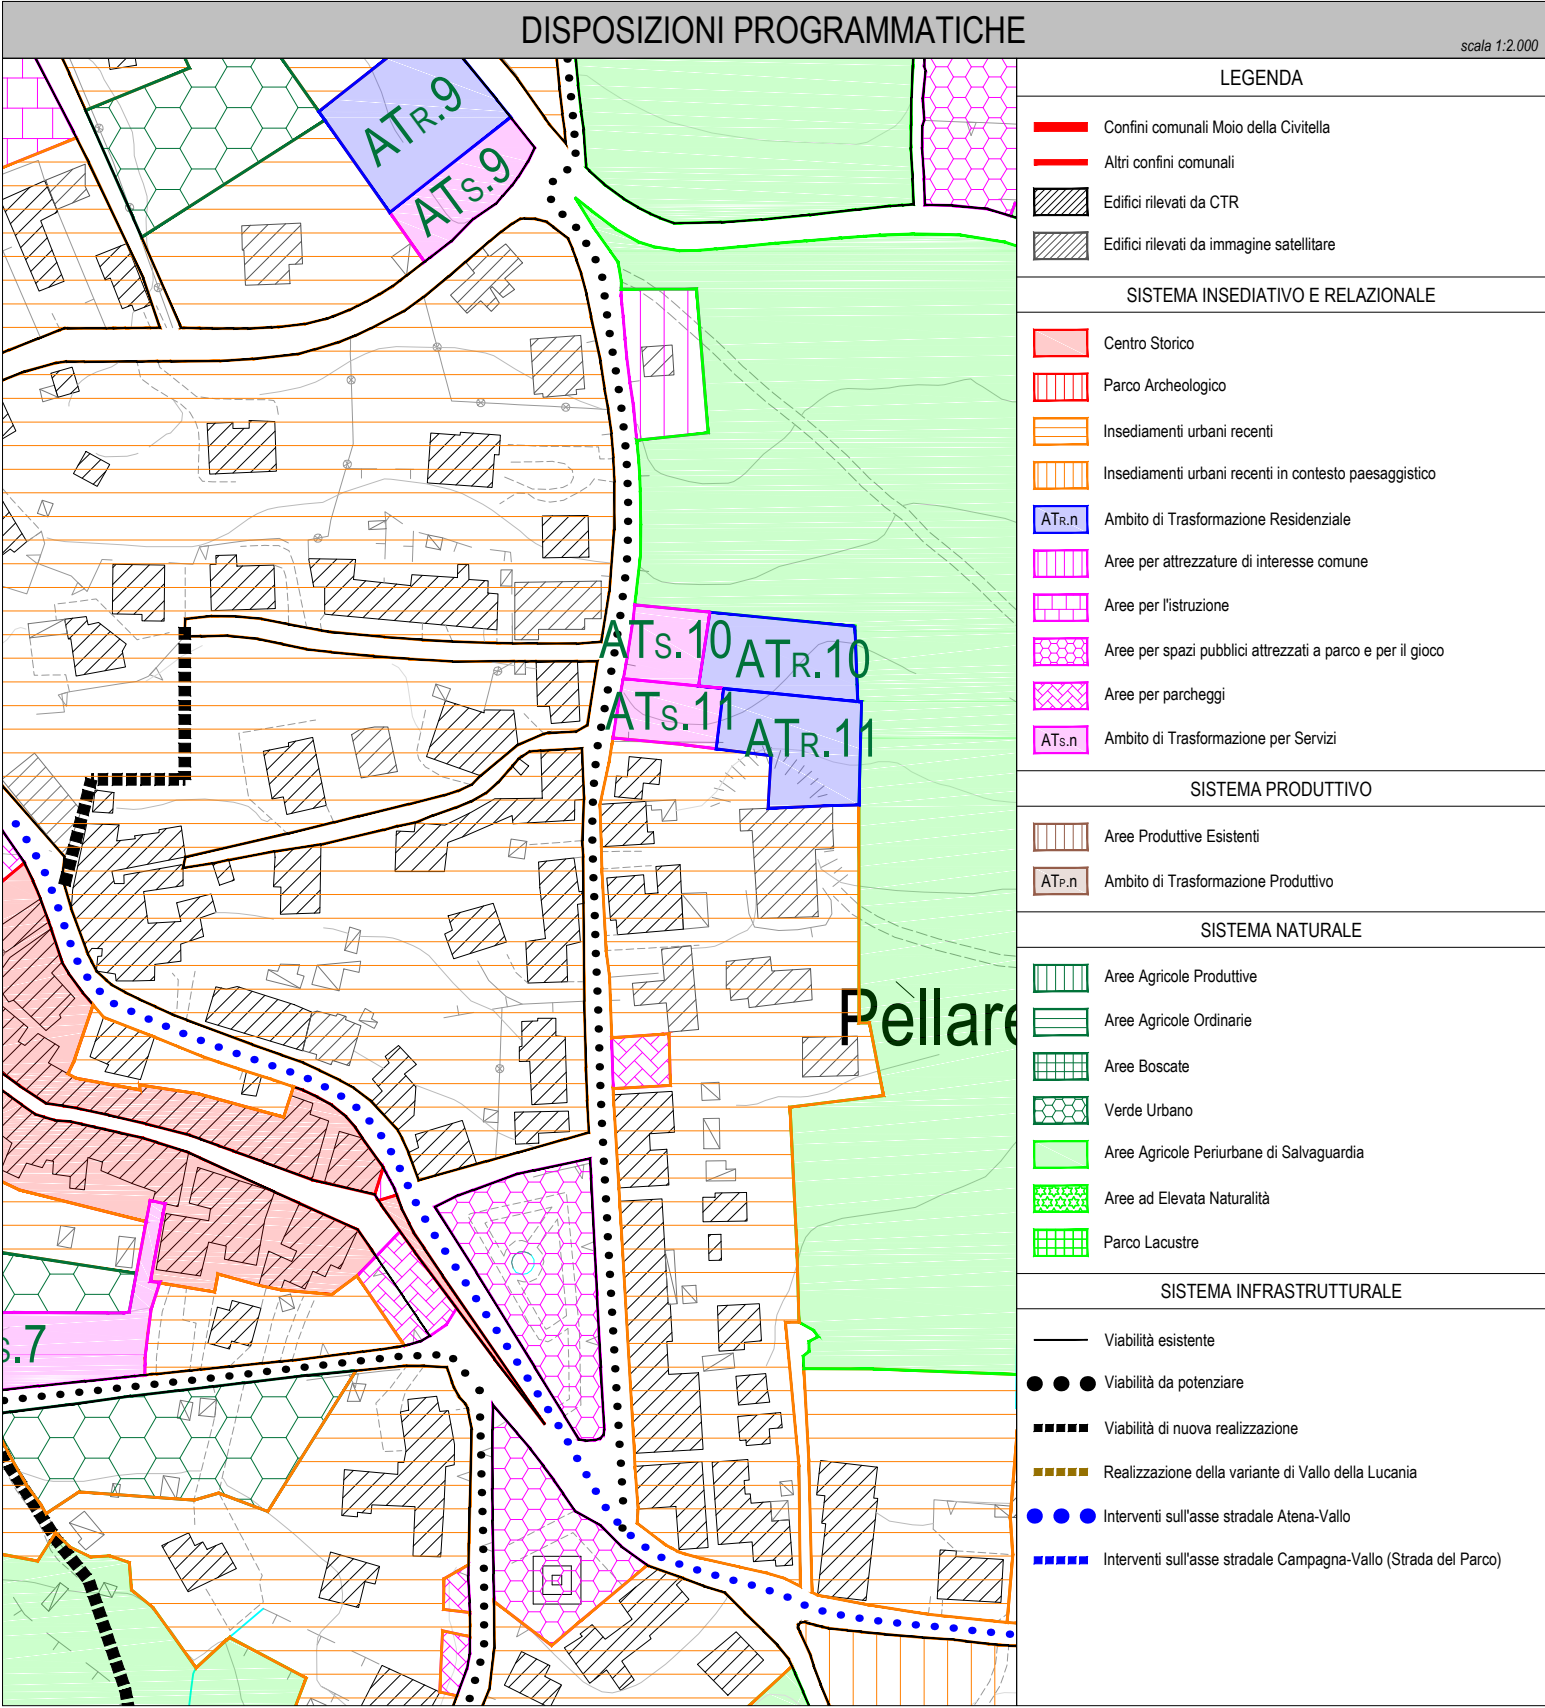 DISPOSIZIONI PROGRAMMATICHE
scala 1:2.000
ATR.9
ATS.9
ATS.10
ATR.10
ATS.11
ATR.11
Pellare
s.7
LEGENDA
Confini comunali Moio della Civitella
Altri confini comunali
Edifici rilevati da CTR
Edifici rilevati da immagine satellitare
SISTEMA INSEDIATIVO E RELAZIONALE
Centro Storico
Parco Archeologico
Insediamenti urbani recenti
Insediamenti urbani recenti in contesto paesaggistico
ATR.n Ambito di Trasformazione Residenziale
Aree per attrezzature di interesse comune
Aree per l'istruzione
Aree per spazi pubblici attrezzati a parco e per il gioco
Aree per parcheggi
ATs.n Ambito di Trasformazione per Servizi
SISTEMA PRODUTTIVO
Aree Produttive Esistenti
ATP.n Ambito di Trasformazione Produttivo
SISTEMA NATURALE
Aree Agricole Produttive
Aree Agricole Ordinarie
Aree Boscate
Verde Urbano
Aree Agricole Periurbane di Salvaguardia
Aree ad Elevata Naturalità
Parco Lacustre
SISTEMA INFRASTRUTTURALE
Viabilità esistente
Viabilità da potenziare
Viabilità di nuova realizzazione
Realizzazione della variante di Vallo della Lucania
Interventi sull'asse stradale Atena-Vallo
Interventi sull'asse stradale Campagna-Vallo (Strada del Parco)